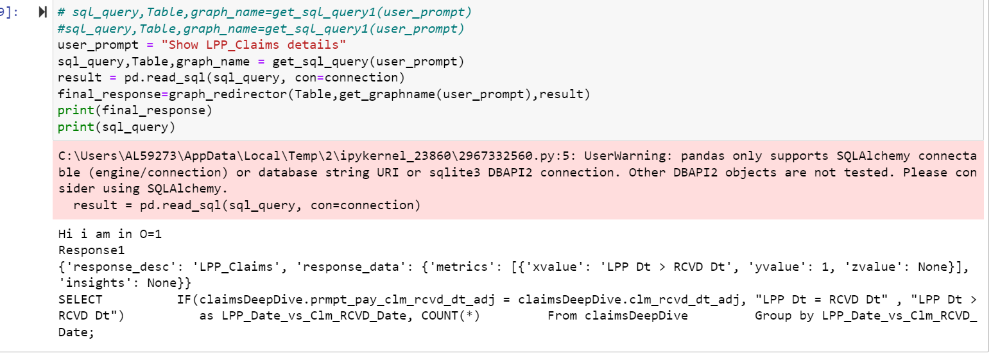 9]:
# sql_query,Table,graph_name=get_sql_query1(user_prompt)
#sql_query,Table,graph_name=get_sql_query1(user_prompt)
user_prompt = "Show LPP_Claims details"
sql_query,Table,graph_name = get_sql_query(user_prompt)
result = pd.read_sql(sql_query, con=connection)
final_response=graph_redirector(Table,get_graphname(user_prompt),result)
print(final_response)
print(sql_query)
C:\Users\AL59273\AppData\Local\Temp\2\ipykernel_23860\2967332560.py:5: UserWarning: pandas only supports SQLAlchemy connecta
ble (engine/connection) or database string URI or sqlite3 DBAPI2 connection. Other DBAPI2 objects are not tested. Please con
sider using SQLAlchemy.
  result = pd.read_sql(sql_query, con=connection)
Hi i am in O=1
Response1
{'response_desc': 'LPP_Claims', 'response_data': {'metrics': [{'xvalue': 'LPP Dt > RCVD Dt', 'yvalue': 1, 'zvalue': None}],
'insights': None}}
SELECT          IF(claimsDeepDive.prmpt_pay_clm_rcvd_dt_adj = claimsDeepDive.clm_rcvd_dt_adj, "LPP Dt = RCVD Dt" , "LPP Dt >
RCVD Dt")          as LPP_Date_vs_Clm_RCVD_Date, COUNT(*)         From claimsDeepDive         Group by LPP_Date_vs_Clm_RCVD_
Date;